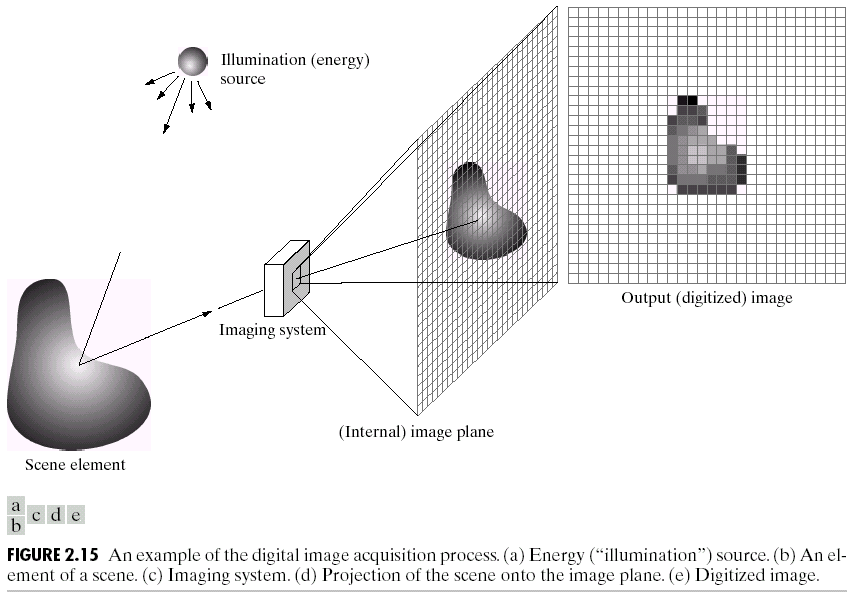 Illumination (energy)
source
Output (digitized) image
Imaging system
(Internal) image plane
Scene element
a
b c d e
FIGURE 2.15 An example of the digital image acquisition process. (a) Energy (“illumination”) source. (b) An el-
ement of a scene. (c) Imaging system. (d) Projection of the scene onto the image plane. (e) Digitized image.